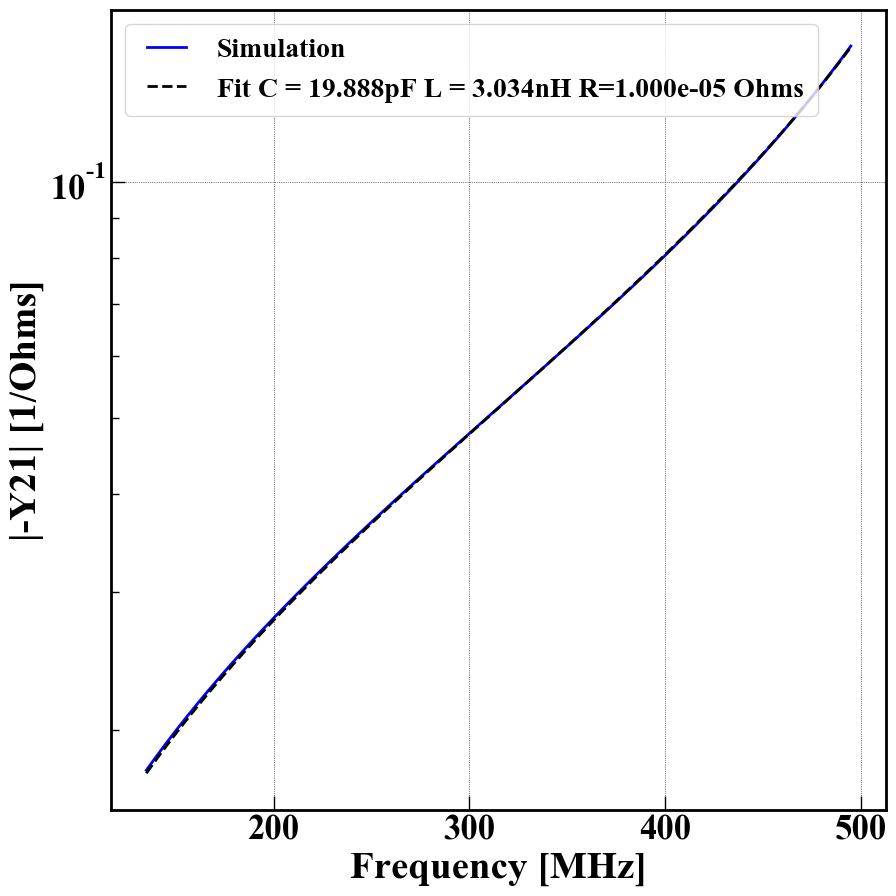 Simulation
Fit C = 19.888pF L = 3.034nH R=1.000e-05 Ohms
10-1
|-Y21| [1/Ohms]
200 300 400 500
Frequency [MHz]